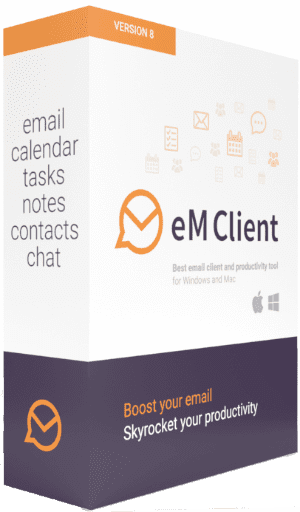 VERSION 8
email
calendar
tasks
notes
contacts
chat
eM Client
Best email client and productivity tool
for Windows and Mac
Boost your email
Skyrocket your productivity